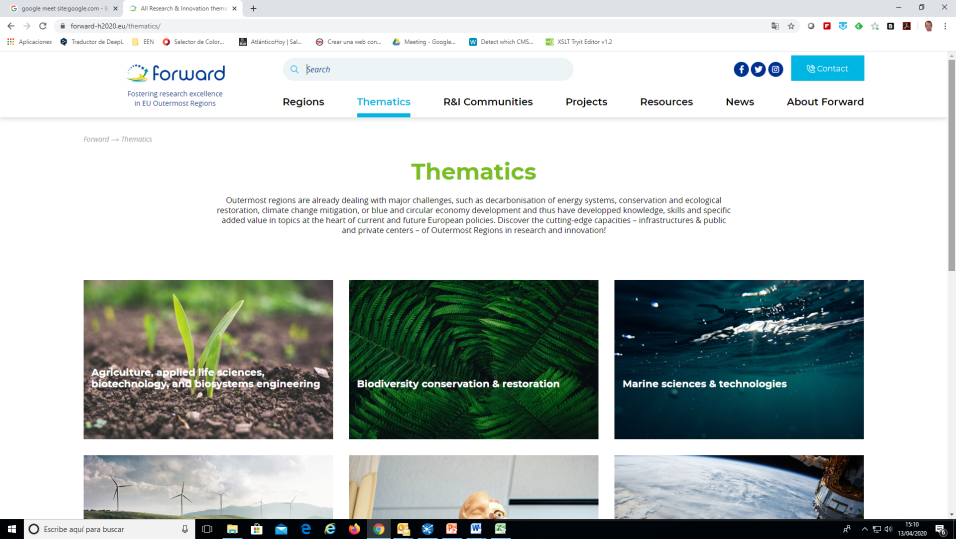 google meet site:google.com - B
All Research & Innovation them
forward-h2020.eu/thematics/
Aplicaciones
Traductor de DeepL
EEN
Selector de Color...
AtlánticoHoy | Sal...
Crear una web con...
Meeting - Google...
Detect which CMS...
XSLT Tryit Editor v1.2
forward
Fostering research excellence
in EU Outermost Regions
Search
Contact
Regions
Thematics
R&I Communities
Projects
Resources
News
About Forward
Forward → Thematics
Thematics
Outermost regions are already dealing with major challenges, such as decarbonisation of energy systems, conservation and ecological
restoration, climate change mitigation, or blue and circular economy development and thus have developped knowledge, skills and specific
added value in topics at the heart of current and future European policies. Discover the cutting-edge capacities – infrastructures & public
and private centers – of Outermost Regions in research and innovation!
Agriculture, applied life sciences,
biotechnology, and biosystems engineering
Biodiversity conservation & restoration
Marine sciences & technologies
Escribe aquí para buscar
15:10
13/04/2020